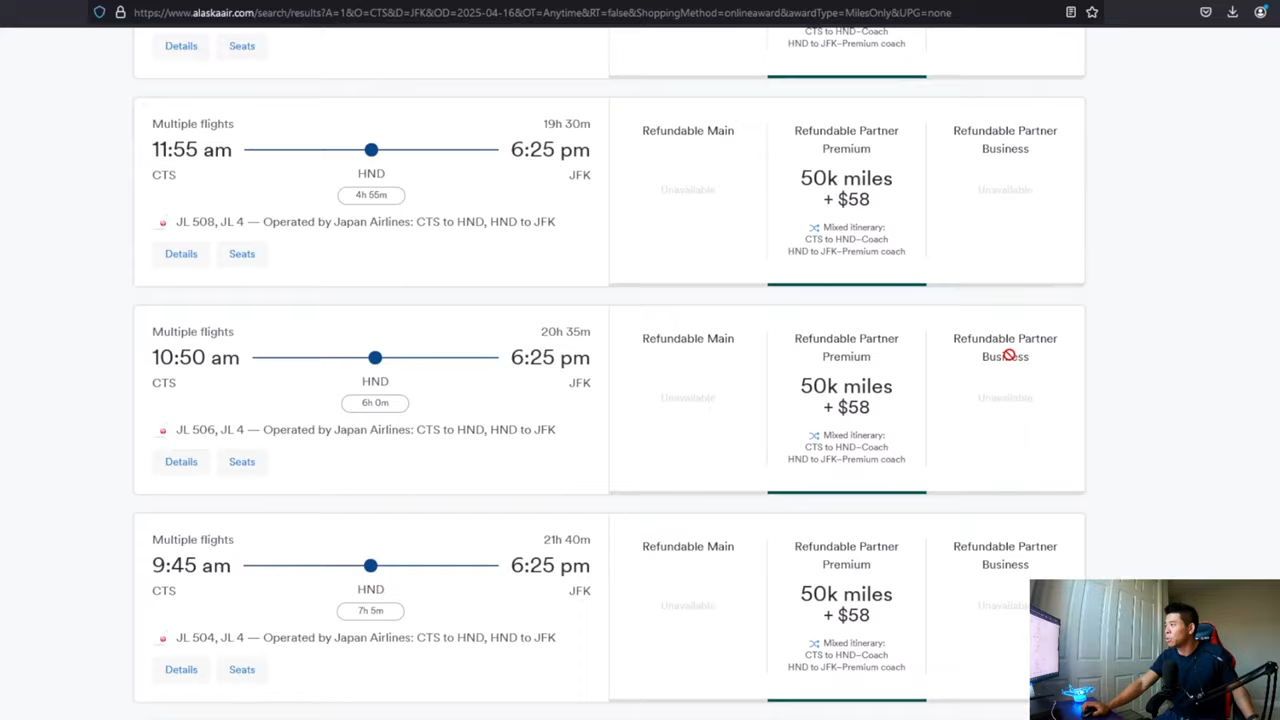 https://www.alaskaair.com/search/results?A=1&O=CTS&D=JFK&OD=2025-04-16&OT=Anytime&RT=false&ShoppingMethod=onlineaward&awardType=MilesOnly&UPG=none
Details
Seats
CTS to HND–Coach
HND to JFK–Premium coach
Multiple flights
19h 30m
11:55 am
6:25 pm
CTS
HND
JFK
4h 55m
JL 508, JL 4 — Operated by Japan Airlines: CTS to HND, HND to JFK
Details
Seats
Refundable Main
Unavailable
Refundable Partner
Premium
50k miles
+ $58
Mixed itinerary:
CTS to HND–Coach
HND to JFK–Premium coach
Refundable Partner
Business
Unavailable
Multiple flights
20h 35m
10:50 am
6:25 pm
CTS
HND
JFK
6h 0m
JL 506, JL 4 — Operated by Japan Airlines: CTS to HND, HND to JFK
Details
Seats
Refundable Main
Unavailable
Refundable Partner
Premium
50k miles
+ $58
Mixed itinerary:
CTS to HND–Coach
HND to JFK–Premium coach
Refundable Partner
Business
Unavailable
Multiple flights
21h 40m
9:45 am
6:25 pm
CTS
HND
JFK
7h 5m
JL 504, JL 4 — Operated by Japan Airlines: CTS to HND, HND to JFK
Details
Seats
Refundable Main
Unavailable
Refundable Partner
Premium
50k miles
+ $58
Mixed itinerary:
CTS to HND–Coach
HND to JFK–Premium coach
Refundable Partner
Business